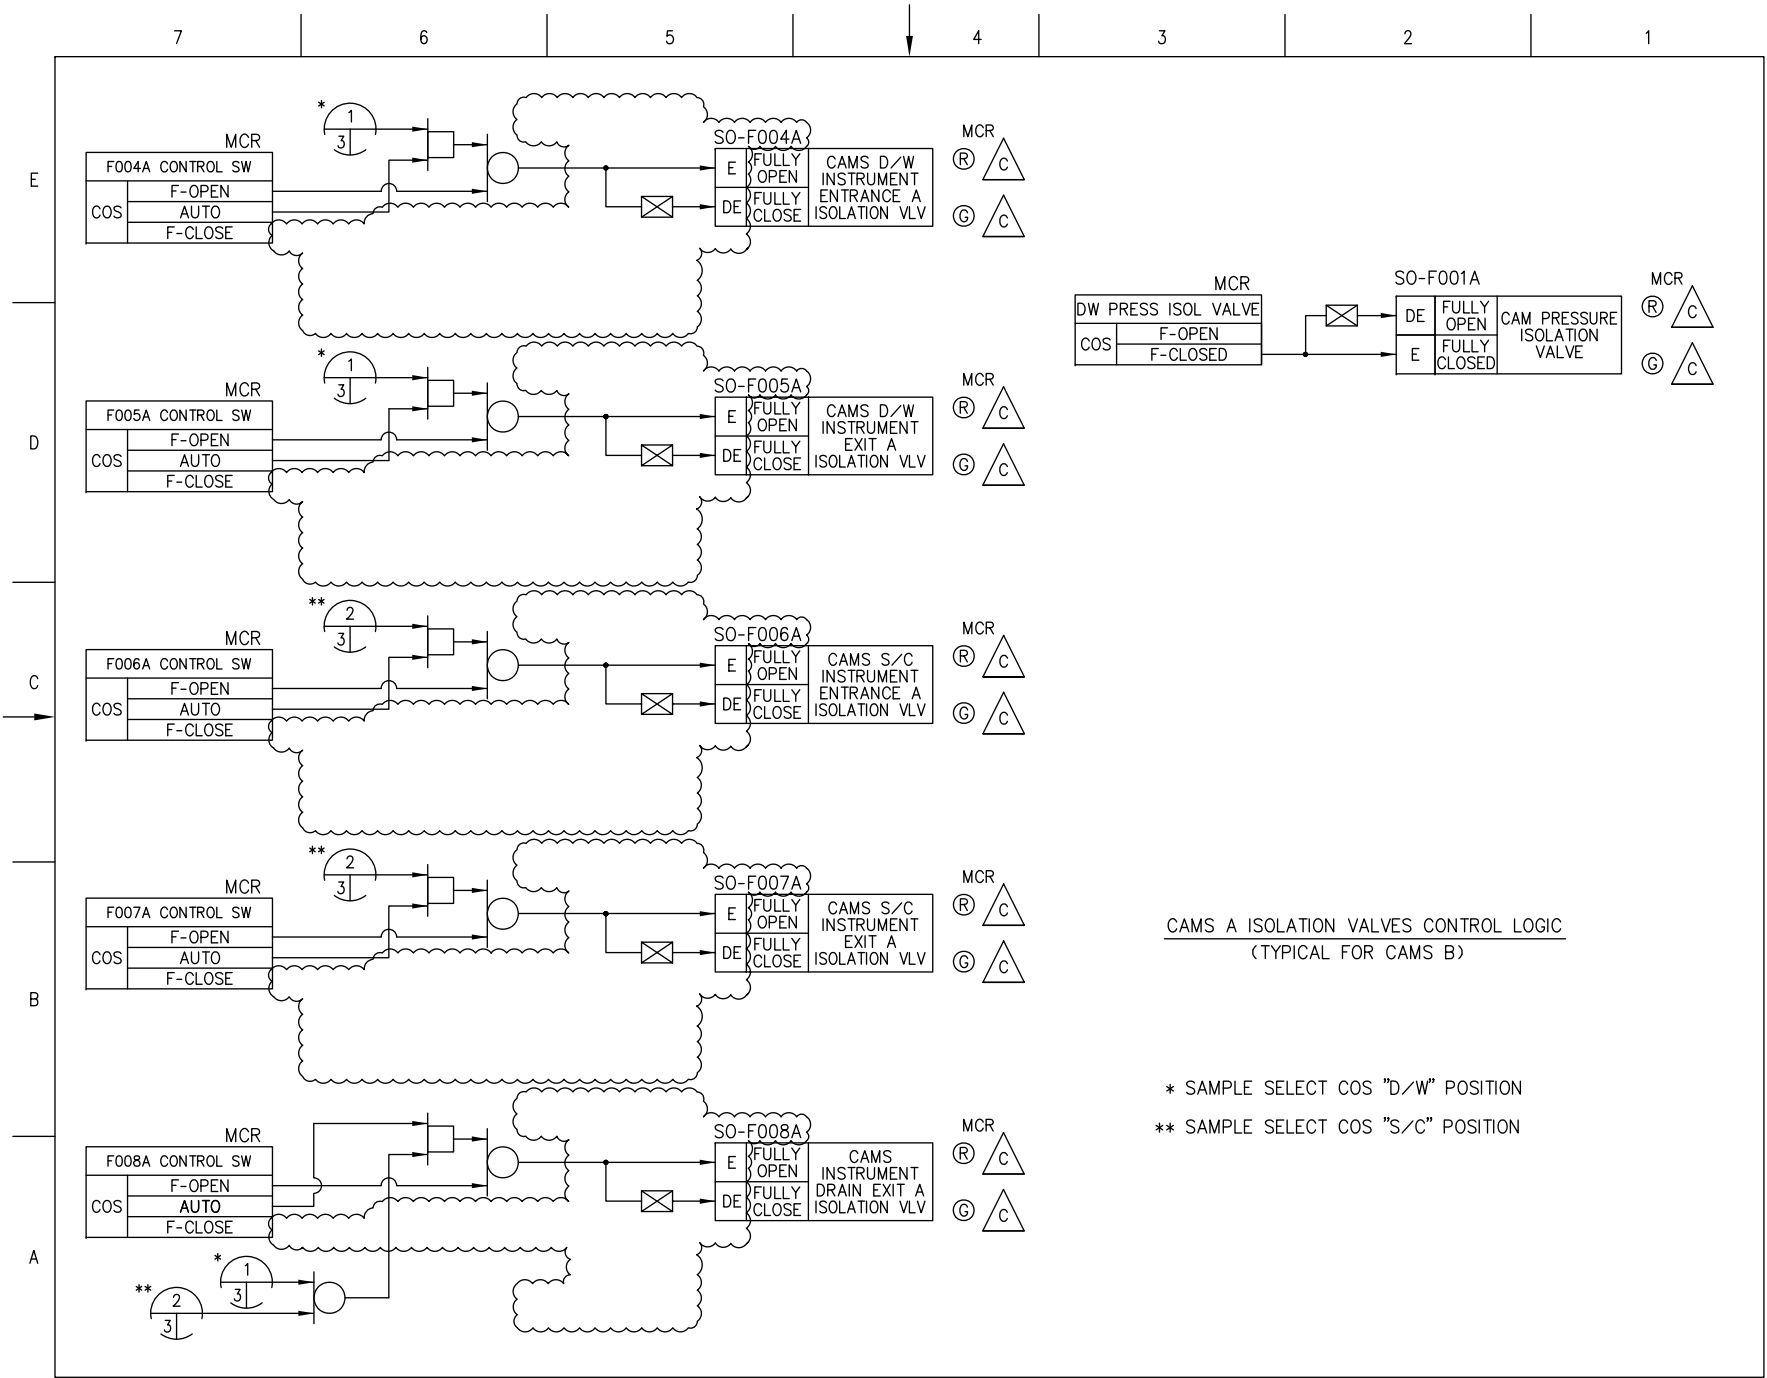 7 6 5 4 3 2 1
E
*
1
3
MCR
F004A CONTROL SW
COS
F-OPEN
AUTO
F-CLOSE
SO-F004A
E
FULLY
OPEN
DE
FULLY
CLOSE
CAMS D/W
INSTRUMENT
ENTRANCE A
ISOLATION VLV
MCR
R C
G C
MCR
DW PRESS ISOL VALVE
COS
F-OPEN
F-CLOSED
SO-F001A
DE
FULLY
OPEN
E
FULLY
CLOSED
CAM PRESSURE
ISOLATION
VALVE
MCR
R C
G C
D
*
1
3
MCR
F005A CONTROL SW
COS
F-OPEN
AUTO
F-CLOSE
SO-F005A
E
FULLY
OPEN
DE
FULLY
CLOSE
CAMS D/W
INSTRUMENT
EXIT A
ISOLATION VLV
MCR
R C
G C
C
**
2
3
MCR
F006A CONTROL SW
COS
F-OPEN
AUTO
F-CLOSE
SO-F006A
E
FULLY
OPEN
DE
FULLY
CLOSE
CAMS S/C
INSTRUMENT
ENTRANCE A
ISOLATION VLV
MCR
R C
G C
B
**
2
3
MCR
F007A CONTROL SW
COS
F-OPEN
AUTO
F-CLOSE
SO-F007A
E
FULLY
OPEN
DE
FULLY
CLOSE
CAMS S/C
INSTRUMENT
EXIT A
ISOLATION VLV
MCR
R C
G C
CAMS A ISOLATION VALVES CONTROL LOGIC
(TYPICAL FOR CAMS B)
* SAMPLE SELECT COS "D/W" POSITION
** SAMPLE SELECT COS "S/C" POSITION
A
MCR
F008A CONTROL SW
COS
F-OPEN
AUTO
F-CLOSE
*
1
3
**
2
3
SO-F008A
E
FULLY
OPEN
DE
FULLY
CLOSE
CAMS
INSTRUMENT
DRAIN EXIT A
ISOLATION VLV
MCR
R C
G C